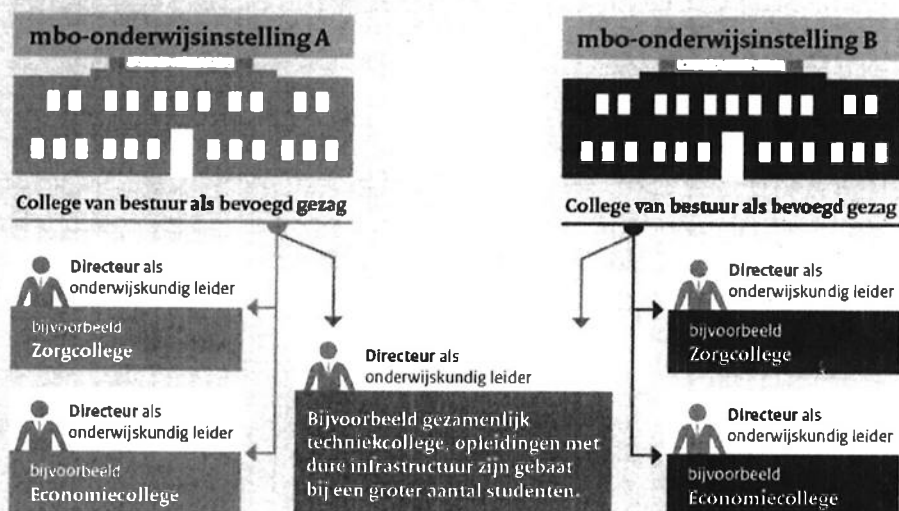 mbo-onderwijsinstelling A
College van bestuur als bevoegd gezag
Directeur als
onderwijskundig leider
bijvoorbeeld
Zorgcollege
Directeur als
onderwijskundig leider
bijvoorbeeld
Economiecollege
Directeur als
onderwijskundig leider
Bijvoorbeeld gezamenlijk
techniekcollege, opleidingen met
dure infrastructuur zijn gebaat
bij een groter aantal studenten.
mbo-onderwijsinstelling B
College van bestuur als bevoegd gezag
Directeur als
onderwijskundig leider
bijvoorbeeld
Zorgcollege
Directeur als
onderwijskundig leider
bijvoorbeeld
Economiecollege